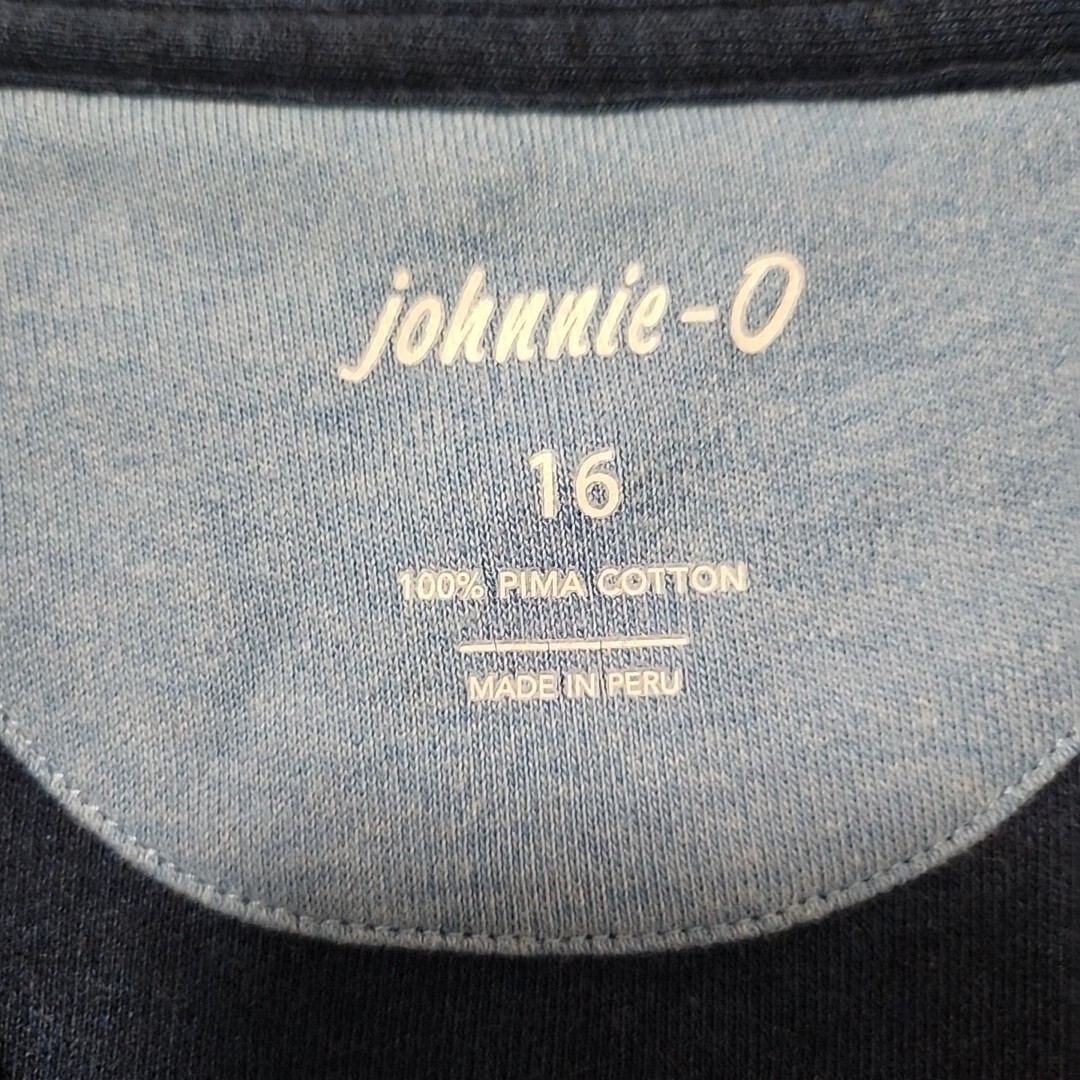 johnnie-O
16
100% PIMA COTTON
MADE IN PERU